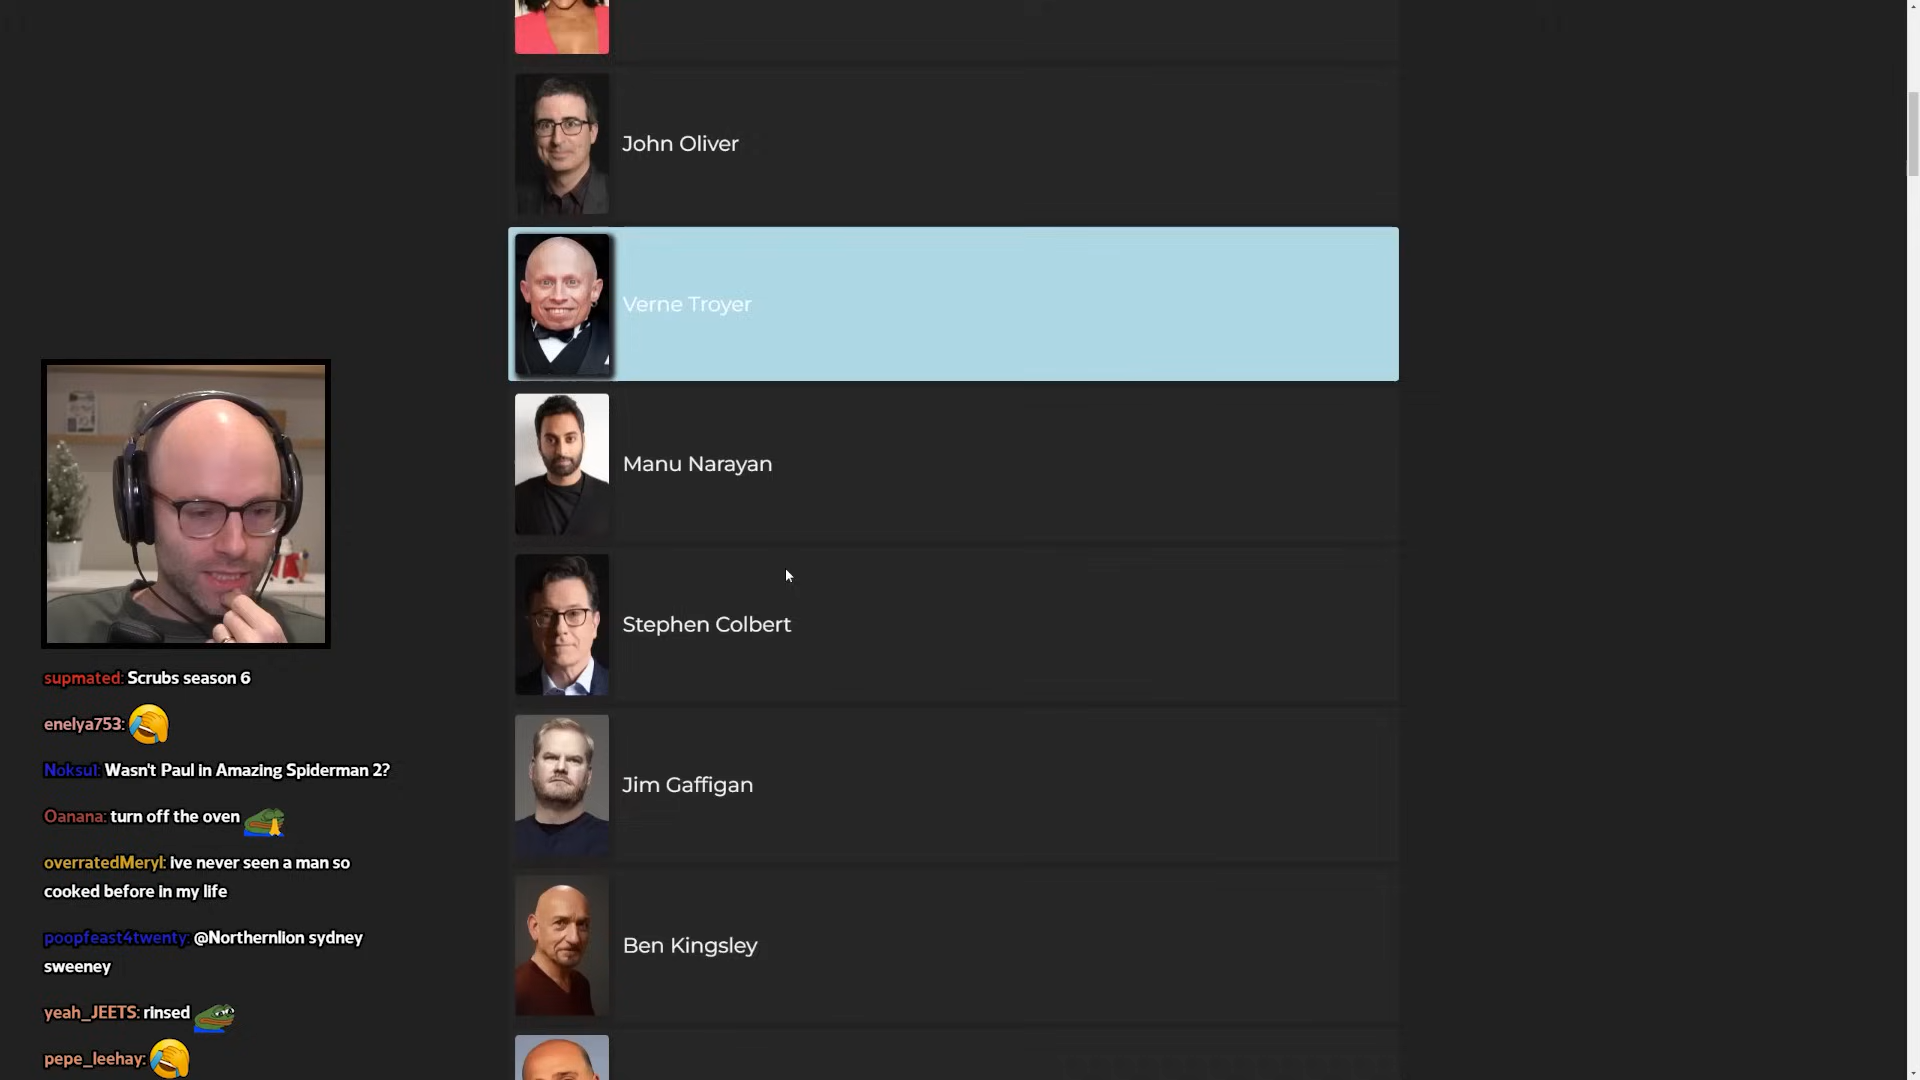 John Oliver
Verne Troyer
Manu Narayan
Stephen Colbert
Jim Gaffigan
Ben Kingsley
supmated: Scrubs season 6
enelya753:
Noksu1: Wasn't Paul in Amazing Spiderman 2?
Oanana: turn off the oven
overratedMeryl: ive never seen a man so
cooked before in my life
poopfeast4twenty: @Northernlion sydney
sweeney
yeah_JEETS: rinsed
pepe_leehay: